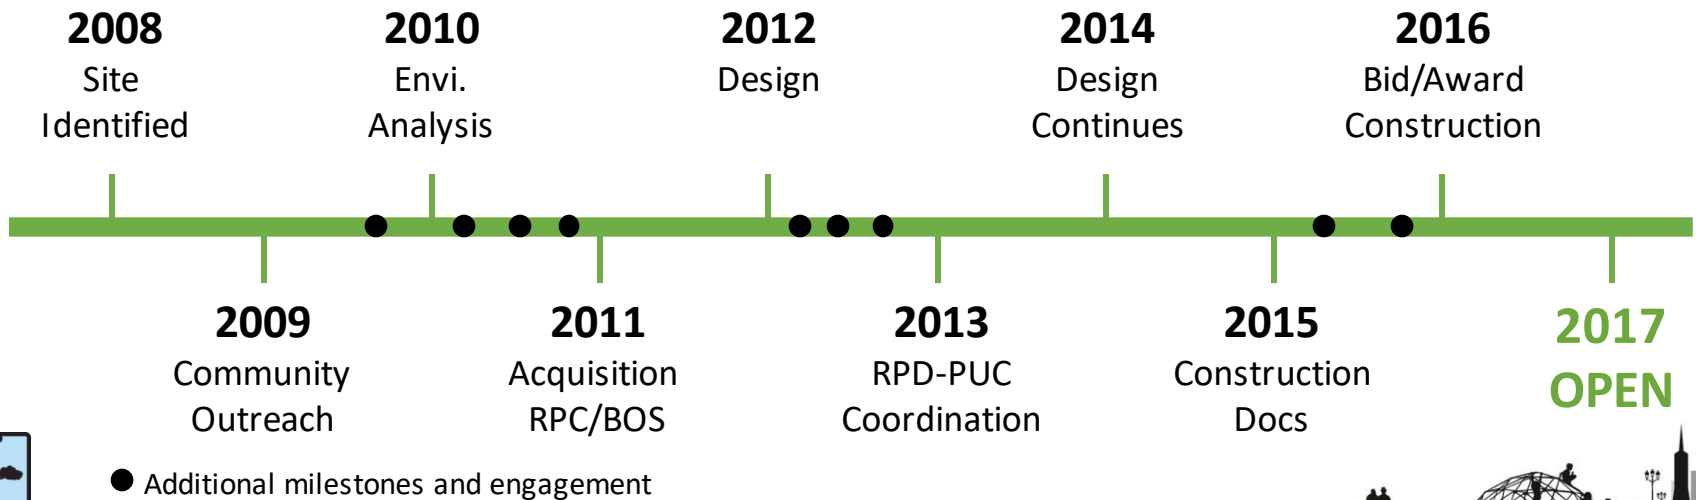 2008
Site
Identified
2010
Envi.
Analysis
2012
Design
2014
Design
Continues
2016
Bid/Award
Construction
2009
Community
Outreach
2011
Acquisition
RPC/BOS
2013
RPD-PUC
Coordination
2015
Construction
Docs
2017
OPEN
Additional milestones and engagement